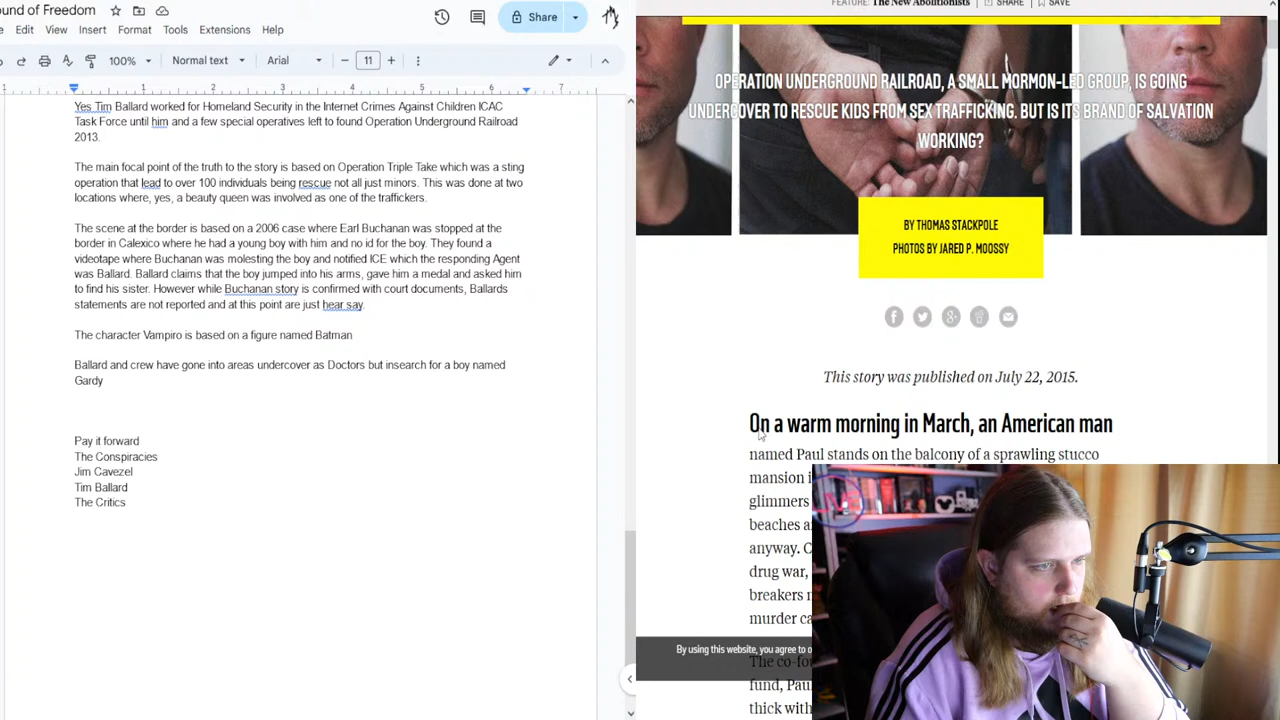 ound of Freedom
Edit View Insert Format Tools Extensions Help
Share
100% Normal text Arial 11
1 1 2 3 4 5 6 7
Yes Tim Ballard worked for Homeland Security in the Internet Crimes Against Children ICAC
Task Force until him and a few special operatives left to found Operation Underground Railroad
2013.
The main focal point of the truth to the story is based on Operation Triple Take which was a sting
operation that lead to over 100 individuals being rescue not all just minors. This was done at two
locations where, yes, a beauty queen was involved as one of the traffickers.
The scene at the border is based on a 2006 case where Earl Buchanan was stopped at the
border in Calexico where he had a young boy with him and no id for the boy. They found a
videotape where Buchanan was molesting the boy and notified ICE which the responding Agent
was Ballard. Ballard claims that the boy jumped into his arms, gave him a medal and asked him
to find his sister. However while Buchanan story is confirmed with court documents, Ballards
statements are not reported and at this point are just hear say.
The character Vampiro is based on a figure named Batman
Ballard and crew have gone into areas undercover as Doctors but insearch for a boy named
Gardy
Pay it forward
The Conspiracies
Jim Cavezel
Tim Ballard
The Critics
FEATURE: The New Abolitionists SHARE SAVE
OPERATION UNDERGROUND RAILROAD, A SMALL MORMON-LED GROUP, IS GOING
UNDERCOVER TO RESCUE KIDS FROM SEX TRAFFICKING. BUT IS ITS BRAND OF SALVATION
WORKING?
BY THOMAS STACKPOLE
PHOTOS BY JARED P. MOOSSY
This story was published on July 22, 2015.
On a warm morning in March, an American man
named Paul stands on the balcony of a sprawling stucco
mansion i
glimmers
beaches a
anyway. C
drug war,
breakers
murder ca
By using this website, you agree to o
The co-fo
fund, Pau
thick with